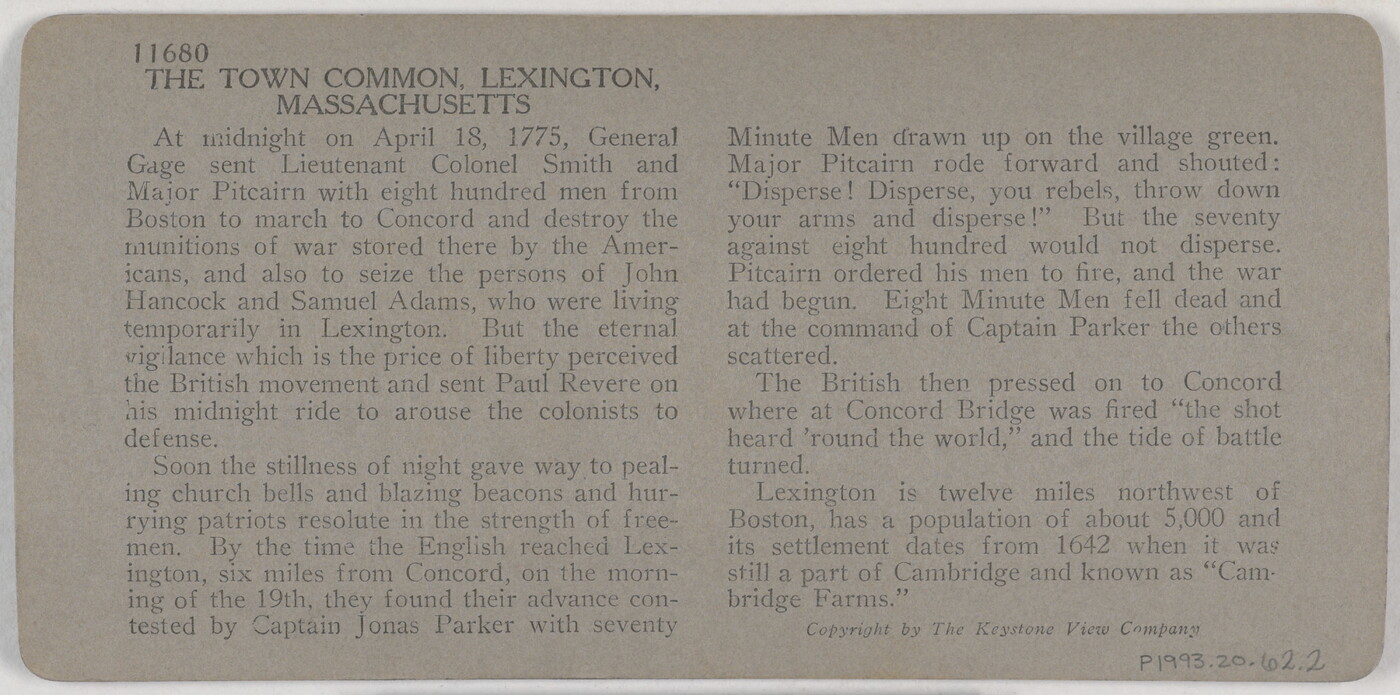 11680
THE TOWN COMMON, LEXINGTON,
MASSACHUSETTS
At midnight on April 18, 1775, General
Gage sent Lieutenant Colonel Smith and
Major Pitcairn with eight hundred men from
Boston to march to Concord and destroy the
munitions of war stored there by the Amer-
icans, and also to seize the persons of John
Hancock and Samuel Adams, who were living
temporarily in Lexington. But the eternal
vigilance which is the price of liberty perceived
the British movement and sent Paul Revere on
his midnight ride to arouse the colonists to
defense.
Soon the stillness of night gave way to peal-
ing church bells and blazing beacons and hur-
rying patriots resolute in the strength of free-
men. By the time the English reached Lex-
ington, six miles from Concord, on the morn-
ing of the 19th, they found their advance con-
tested by Captain Jonas Parker with seventy
Minute Men drawn up on the village green.
Major Pitcairn rode forward and shouted:
“Disperse! Disperse, you rebels, throw down
your arms and disperse!” But the seventy
against eight hundred would not disperse.
Pitcairn ordered his men to fire, and the war
had begun. Eight Minute Men fell dead and
at the command of Captain Parker the others
scattered.
The British then pressed on to Concord
where at Concord Bridge was fired “the shot
heard ’round the world,” and the tide of battle
turned.
Lexington is twelve miles northwest of
Boston, has a population of about 5,000 and
its settlement dates from 1642 when it was
still a part of Cambridge and known as “Cam-
bridge Farms.”
Copyright by The Keystone View Company
P1993.20.62.2